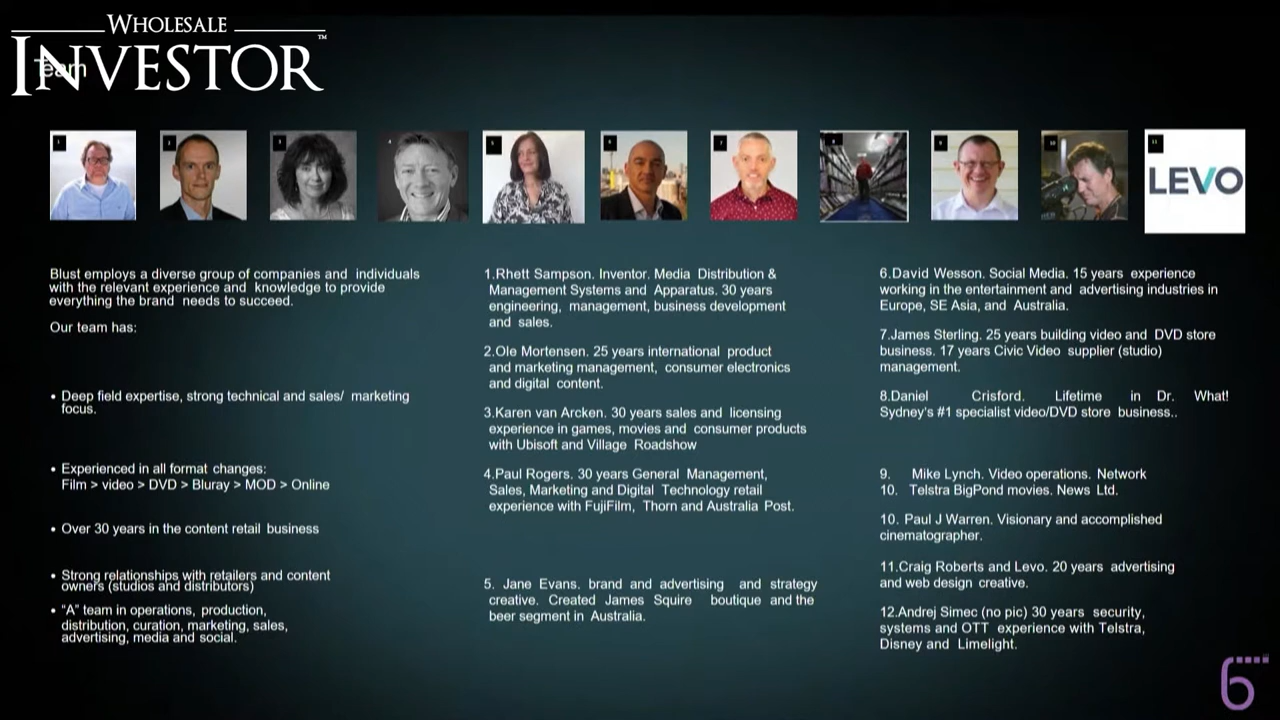 WHOLESALE
INVESTOR™
Team
1
2
3
4
5
6
7
8
9
10
11
LEVO
Blust employs a diverse group of companies and individuals
with the relevant experience and knowledge to provide
everything the brand needs to succeed.
Our team has:
• Deep field expertise, strong technical and sales/ marketing
focus.
• Experienced in all format changes:
Film > video > DVD > Bluray > MOD > Online
• Over 30 years in the content retail business
• Strong relationships with retailers and content
owners (studios and distributors)
• “A” team in operations, production,
distribution, curation, marketing, sales,
advertising, media and social.
1.Rhett Sampson. Inventor. Media Distribution &
Management Systems and Apparatus. 30 years
engineering, management, business development
and sales.
2.Ole Mortensen. 25 years international product
and marketing management, consumer electronics
and digital content.
3.Karen van Arcken. 30 years sales and licensing
experience in games, movies and consumer products
with Ubisoft and Village Roadshow
4.Paul Rogers. 30 years General Management,
Sales, Marketing and Digital Technology retail
experience with FujiFilm, Thorn and Australia Post.
5. Jane Evans. brand and advertising and strategy
creative. Created James Squire boutique and the
beer segment in Australia.
6.David Wesson. Social Media. 15 years experience
working in the entertainment and advertising industries in
Europe, SE Asia, and Australia.
7.James Sterling. 25 years building video and DVD store
business. 17 years Civic Video supplier (studio)
management.
8.Daniel Crisford. Lifetime in Dr. What!
Sydney's #1 specialist video/DVD store business..
9. Mike Lynch. Video operations. Network
10. Telstra BigPond movies. News Ltd.
10. Paul J Warren. Visionary and accomplished
cinematographer.
11.Craig Roberts and Levo. 20 years advertising
and web design creative.
12.Andrej Simec (no pic) 30 years security,
systems and OTT experience with Telstra,
Disney and Limelight.